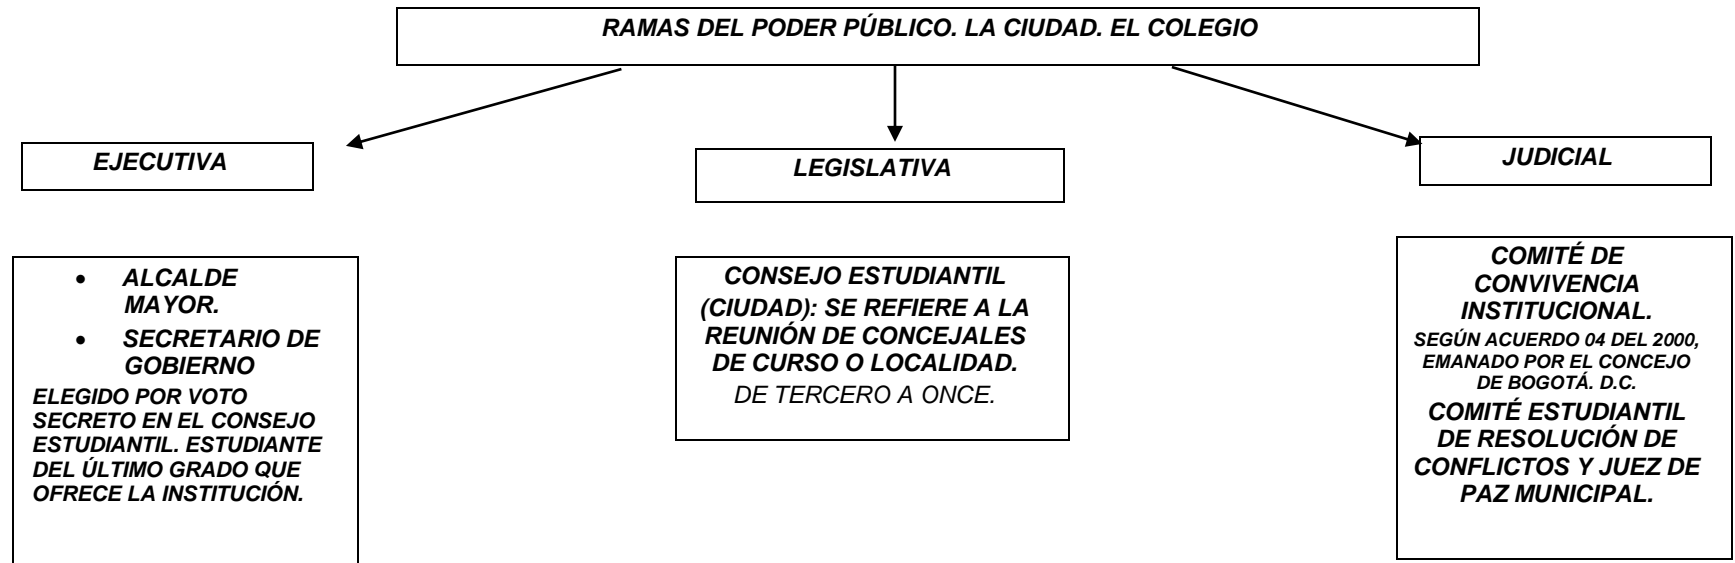 RAMAS DEL PODER PÚBLICO. LA CIUDAD. EL COLEGIO
EJECUTIVA
LEGISLATIVA
JUDICIAL
• ALCALDE
MAYOR.
• SECRETARIO DE
GOBIERNO
ELEGIDO POR VOTO
SECRETO EN EL CONSEJO
ESTUDIANTIL. ESTUDIANTE
DEL ÚLTIMO GRADO QUE
OFRECE LA INSTITUCIÓN.
CONSEJO ESTUDIANTIL
(CIUDAD): SE REFIERE A LA
REUNIÓN DE CONCEJALES
DE CURSO O LOCALIDAD.
DE TERCERO A ONCE.
COMITÉ DE
CONVIVENCIA
INSTITUCIONAL.
SEGÚN ACUERDO 04 DEL 2000,
EMANADO POR EL CONCEJO
DE BOGOTÁ. D.C.
COMITÉ ESTUDIANTIL
DE RESOLUCIÓN DE
CONFLICTOS Y JUEZ DE
PAZ MUNICIPAL.